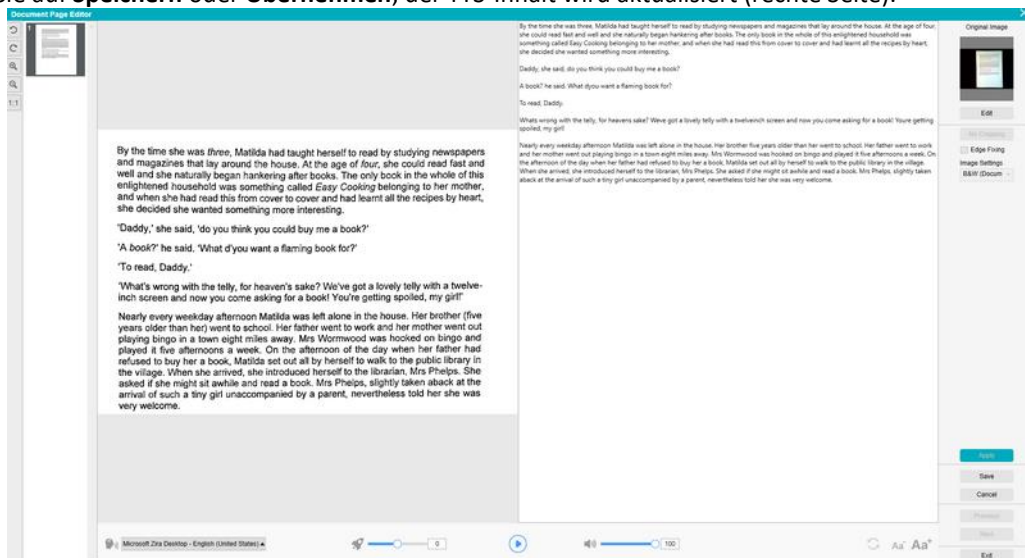 Sie auf Speichern oder Übernehmen, der TTS-Inhalt wird aktualisiert (rechte Seite).
Document Page Editor
1:1
1
By the time she was three, Matilda had taught herself to read by studying newspapers
and magazines that lay around the house. At the age of four, she could read fast and
well and she naturally began hankering after books. The only book in the whole of this
enlightened household was something called Easy Cooking belonging to her mother,
and when she had read this from cover to cover and had learnt all the recipes by heart,
she decided she wanted something more interesting.
'Daddy,' she said, 'do you think you could buy me a book?'
'A book?' he said. 'What d'you want a flaming book for?'
'To read, Daddy.'
'What's wrong with the telly, for heaven's sake? We've got a lovely telly with a twelve-
inch screen and now you come asking for a book! You're getting spoiled, my girl!'
Nearly every weekday afternoon Matilda was left alone in the house. Her brother (five
years older than her) went to school. Her father went to work and her mother went out
playing bingo in a town eight miles away. Mrs Wormwood was hooked on bingo and
played it five afternoons a week. On the afternoon of the day when her father had
refused to buy her a book, Matilda set out all by herself to walk to the public library in
the village. When she arrived, she introduced herself to the librarian, Mrs Phelps. She
asked if she might sit awhile and read a book. Mrs Phelps, slightly taken aback at the
arrival of such a tiny girl unaccompanied by a parent, nevertheless told her she was
very welcome.
By the time she was three, Matilda had taught herself to read by studying newspapers and magazines that lay around the house. At the age of four,
she could read fast and well and she naturally began hankering after books. The only book in the whole of this enlightened household was
something called Easy Cooking belonging to her mother, and when she had read this from cover to cover and had learnt all the recipes by heart,
she decided she wanted something more interesting.
Daddy, she said, do you think you could buy me a book?
A book? he said. What dyou want a flaming book for?
To read, Daddy.
Whats wrong with the telly, for heavens sake? Weve got a lovely telly with a twelveinch screen and now you come asking for a book! Youre getting
spoiled, my girl!
Nearly every weekday afternoon Matilda was left alone in the house. Her brother five years older than her went to school. Her father went to work
and her mother went out playing bingo in a town eight miles away. Mrs Wormwood was hooked on bingo and played it five afternoons a week. On
the afternoon of the day when her father had refused to buy her a book, Matilda set out all by herself to walk to the public library in the village.
When she arrived, she introduced herself to the librarian, Mrs Phelps. She asked if she might sit awhile and read a book. Mrs Phelps, slightly taken
aback at the arrival of such a tiny girl unaccompanied by a parent, nevertheless told her she was very welcome.
Original Image
Edit
No Cropping
Edge Fixing
Image Settings
B&W (Docum
Apply
Save
Cancel
Previous
Next
Exit
Microsoft Zira Desktop - English (United States)
0
100
Aa-
Aa+